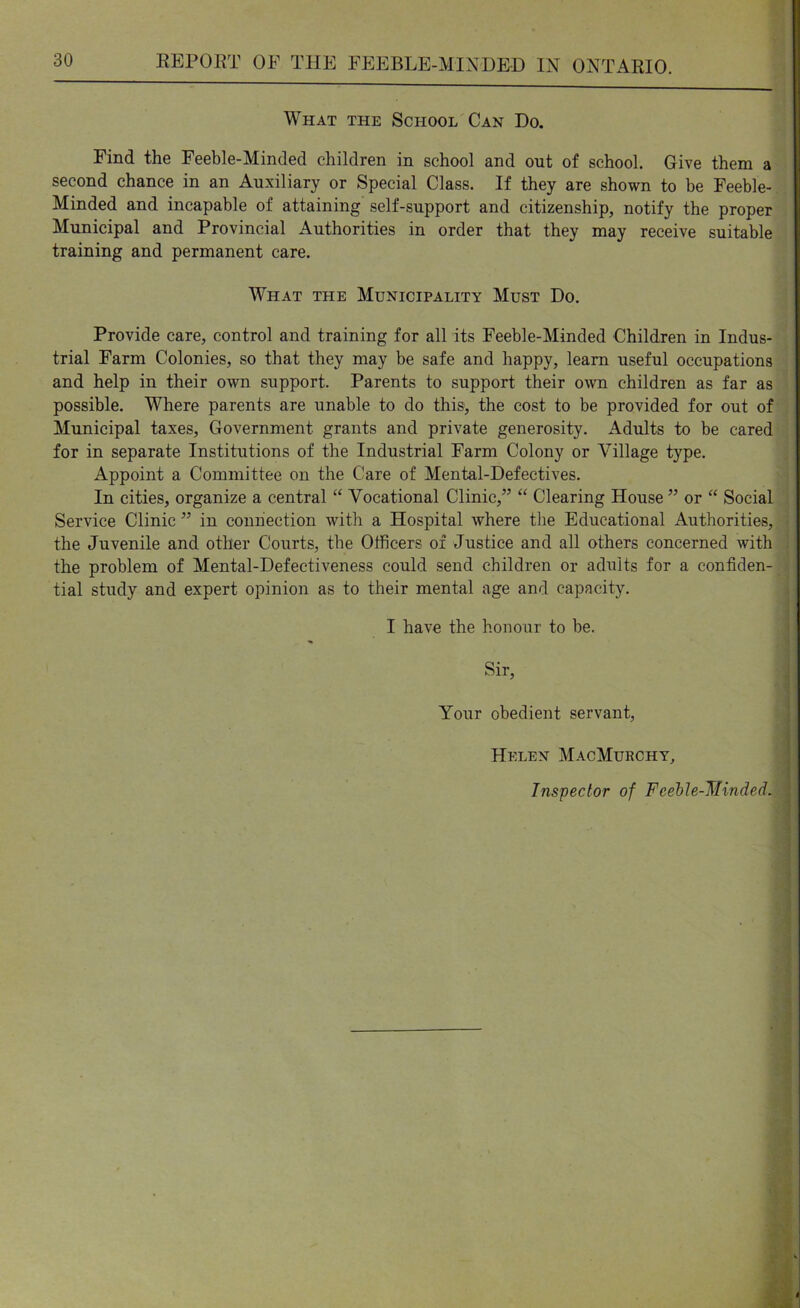 30 REPORT OF THE FEEBLE-MINDED IN ONTARIO.
What the School Can Do.
Find the Feeble-Minded children in school and out of school. Give them a
second chance in an Auxiliary or Special Class. If they are shown to be Feeble-
Minded and incapable of attaining self-support and citizenship, notify the proper
Municipal and Provincial Authorities in order that they may receive suitable
training and permanent care.
What the Municipality Must Do.
Provide care, control and training for all its Feeble-Minded Children in Indus-
trial Farm Colonies, so that they may be safe and happy, learn useful occupations
and help in their own support. Parents to support their own children as far as
possible. Where parents are unable to do this, the cost to be provided for out of
Municipal taxes, Government grants and private generosity. Adults to be cared
for in separate Institutions of the Industrial Farm Colony or Village type.
Appoint a Committee on the Care of Mental-Defectives.
In cities, organize a central “ Vocational Clinic,” “ Clearing House ” or “ Social
Service Clinic ” in connection with a Hospital where the Educational Authorities,
the Juvenile and other Courts, the Officers of Justice and all others concerned with
the problem of Mental-Defectiveness could send children or adults for a confiden-
tial study and expert opinion as to their mental age and capacity.
I have the honour to be.
Sir,
Your obedient servant,
Helen MacMurchy,
Inspector of Feeble-Minded.